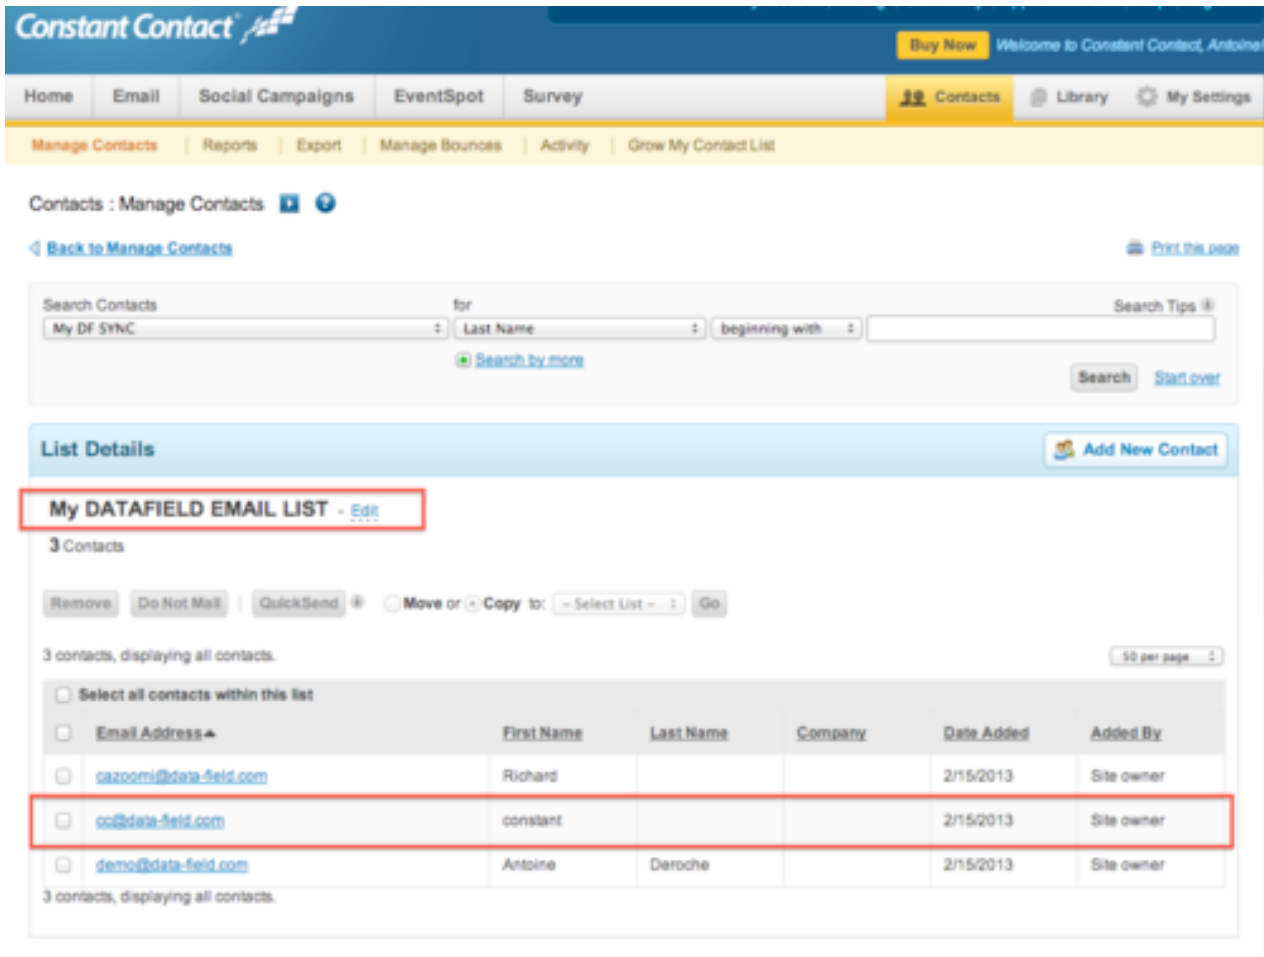 Constant Contact
Buy Now Welcome to Constant Contact, Antoine!
Home Email Social Campaigns EventSpot Survey Contacts Library My Settings
Manage Contacts | Reports | Export | Manage Bounces | Activity | Grow My Contact List
Contacts : Manage Contacts ?
Back to Manage Contacts Print this page
Search Contacts for Search Tips
My DF SYNC Last Name beginning with
Search by more
Search Start over
List Details Add New Contact
My DATAFIELD EMAIL LIST - Edit
3 Contacts
Remove Do Not Mail | QuickSend Move or Copy to: – Select List – Go
3 contacts, displaying all contacts. 50 per page
Select all contacts within this list
Email Address First Name Last Name Company Date Added Added By
cazoomi@data-field.com Richard 2/15/2013 Site owner
cc@data-field.com constant 2/15/2013 Site owner
demo@data-field.com Antoine Deroche 2/15/2013 Site owner
3 contacts, displaying all contacts.